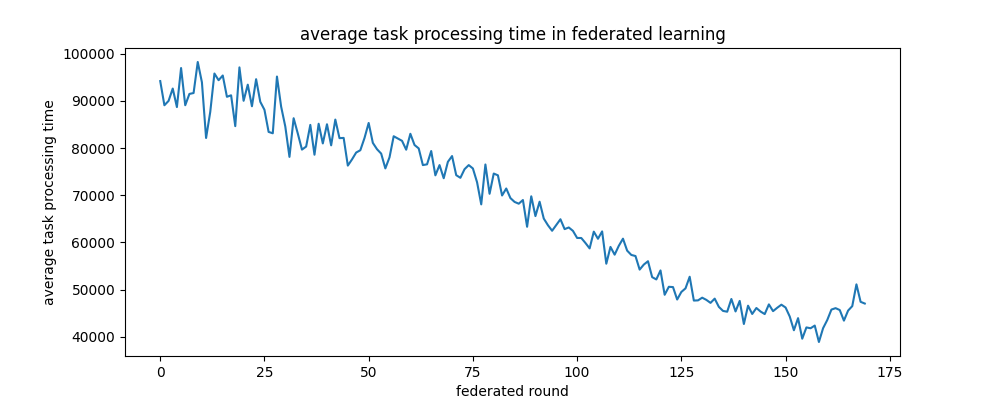 average task processing time in federated learning
average task processing time
100000
90000
80000
70000
60000
50000
40000
0 25 50 75 100 125 150 175
federated round